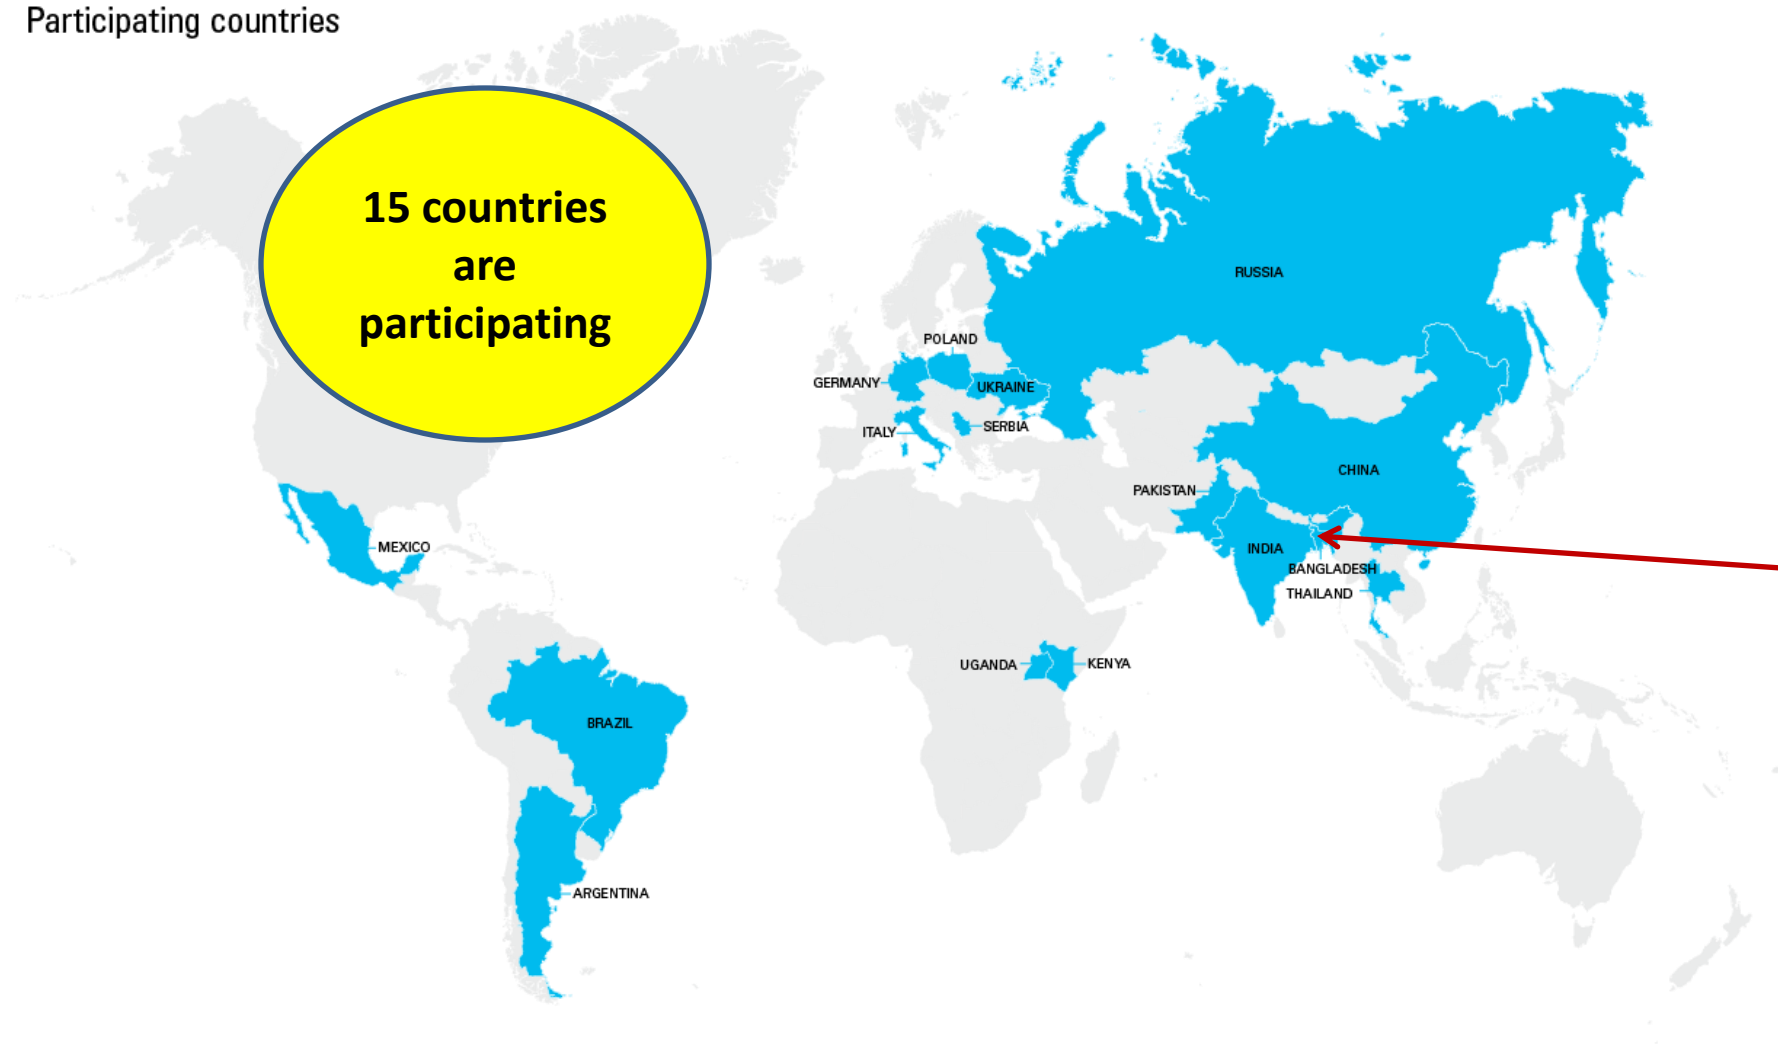 Participating countries
15 countries
are
participating
RUSSIA
POLAND
GERMANY
UKRAINE
ITALY
SERBIA
CHINA
PAKISTAN
INDIA
MEXICO
BANGLADESH
THAILAND
UGANDA
KENYA
BRAZIL
ARGENTINA